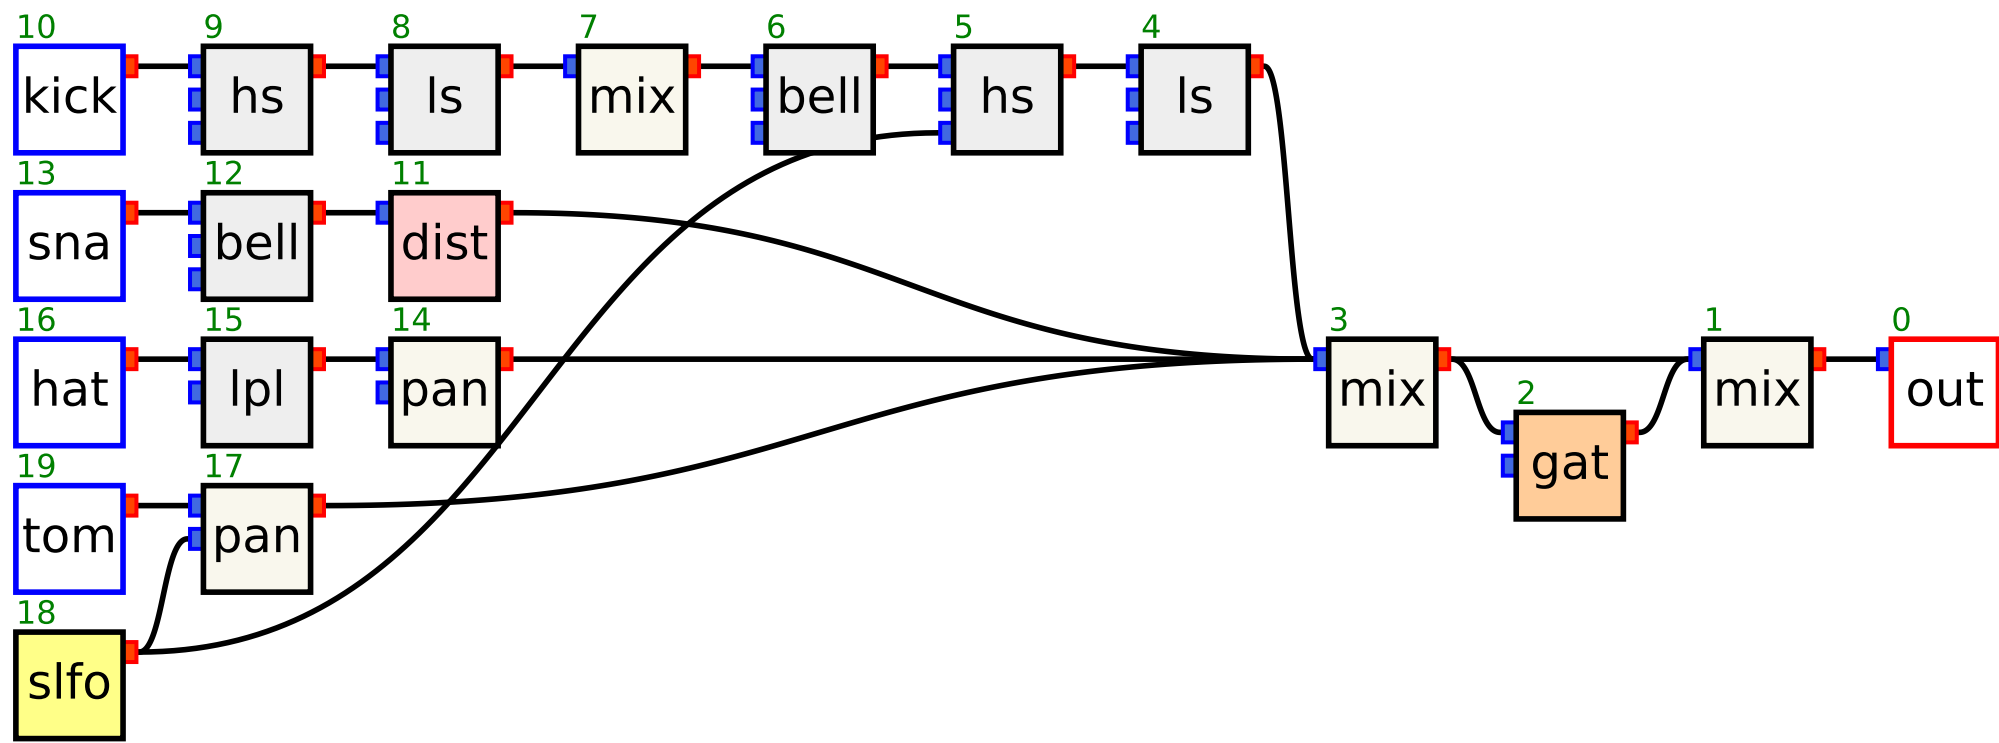 10 9 8 7 6 5 4
kick hs ls mix bell hs ls
13 12 11
sna bell dist
16 15 14 3 1 0
hat lpl pan mix mix out
2
gat
19 17
tom pan
18
slfo